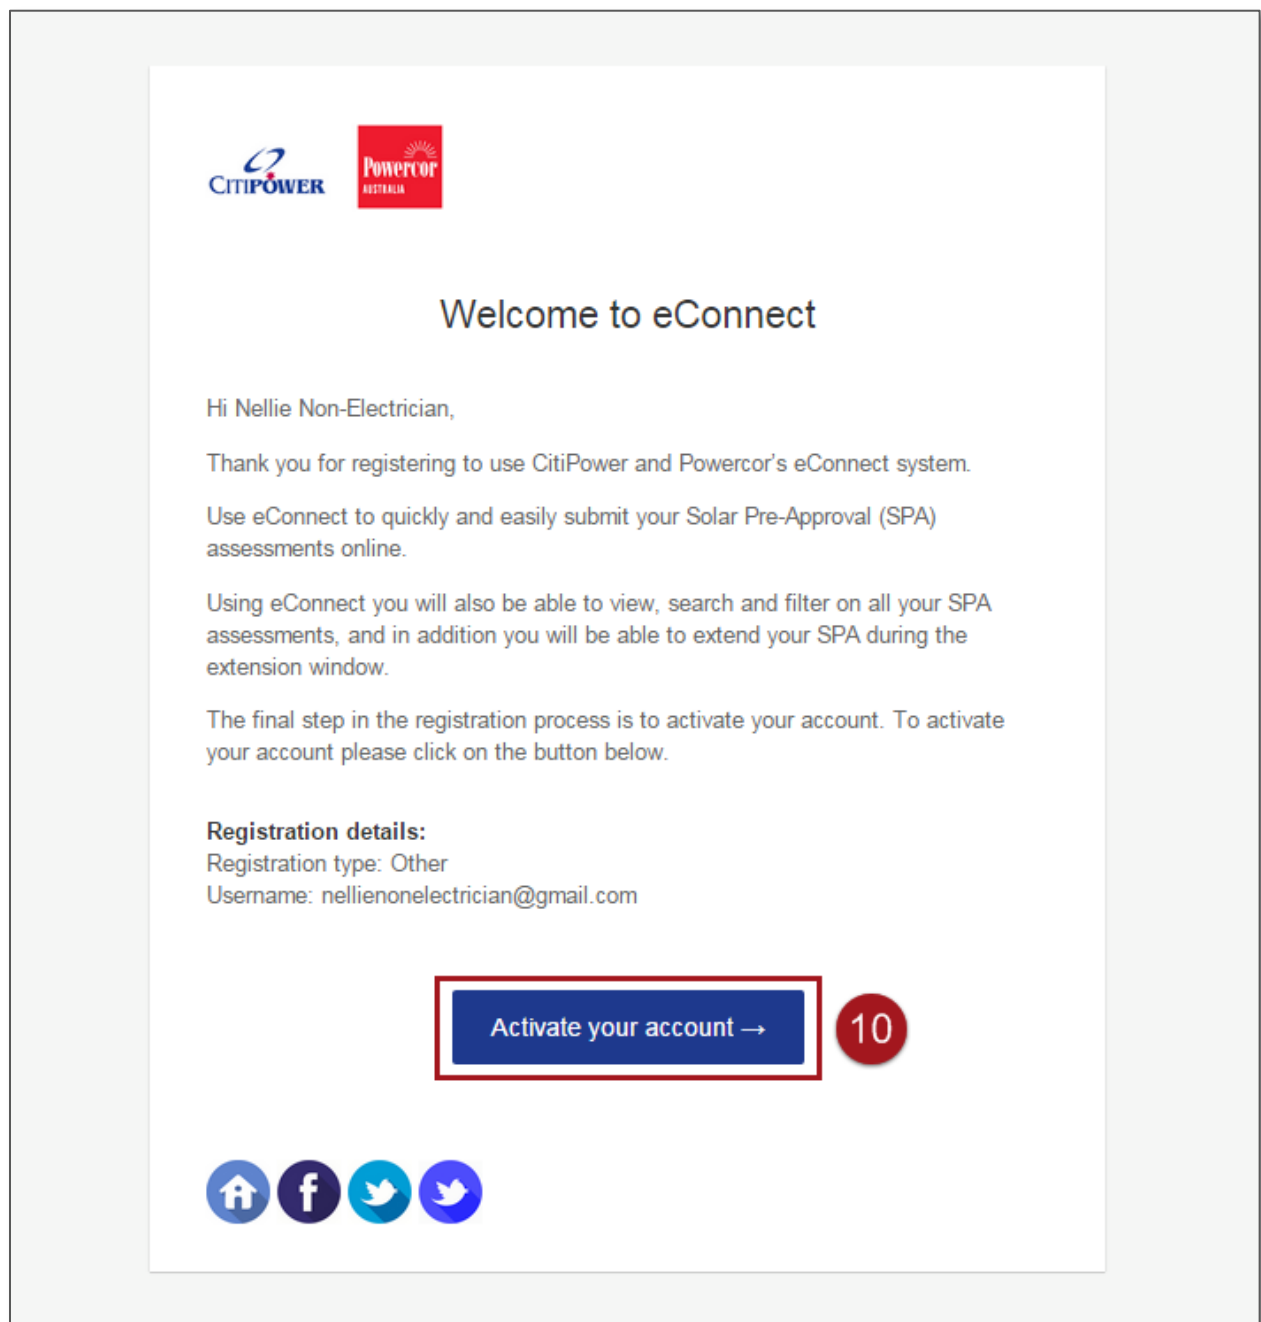 CITIPOWER
Powercor
AUSTRALIA
Welcome to eConnect
Hi Nellie Non-Electrician,
Thank you for registering to use CitiPower and Powercor's eConnect system.
Use eConnect to quickly and easily submit your Solar Pre-Approval (SPA)
assessments online.
Using eConnect you will also be able to view, search and filter on all your SPA
assessments, and in addition you will be able to extend your SPA during the
extension window.
The final step in the registration process is to activate your account. To activate
your account please click on the button below.
Registration details:
Registration type: Other
Username: nellienonelectrician@gmail.com
Activate your account →
10